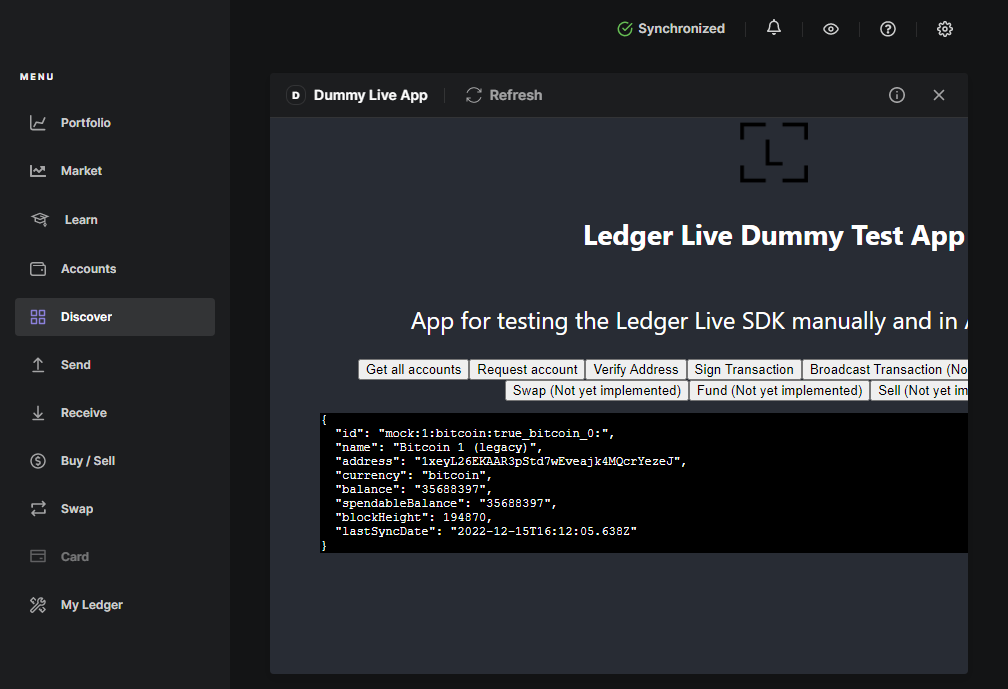 Synchronized
MENU
Portfolio
Market
Learn
Accounts
Discover
Send
Receive
Buy / Sell
Swap
Card
My Ledger
D Dummy Live App Refresh
L
Ledger Live Dummy Test App
App for testing the Ledger Live SDK manually and in
Get all accounts Request account Verify Address Sign Transaction Broadcast Transaction (No
Swap (Not yet implemented) Fund (Not yet implemented) Sell (Not yet im
{
"id": "mock:1:bitcoin:true_bitcoin_0:",
"name": "Bitcoin 1 (legacy)",
"address": "1xeyL26EKAAR3pStd7wEveajk4MQcrYezeJ",
"currency": "bitcoin",
"balance": "35688397",
"spendableBalance": "35688397",
"blockHeight": 194870,
"lastSyncDate": "2022-12-15T16:12:05.638Z"
}